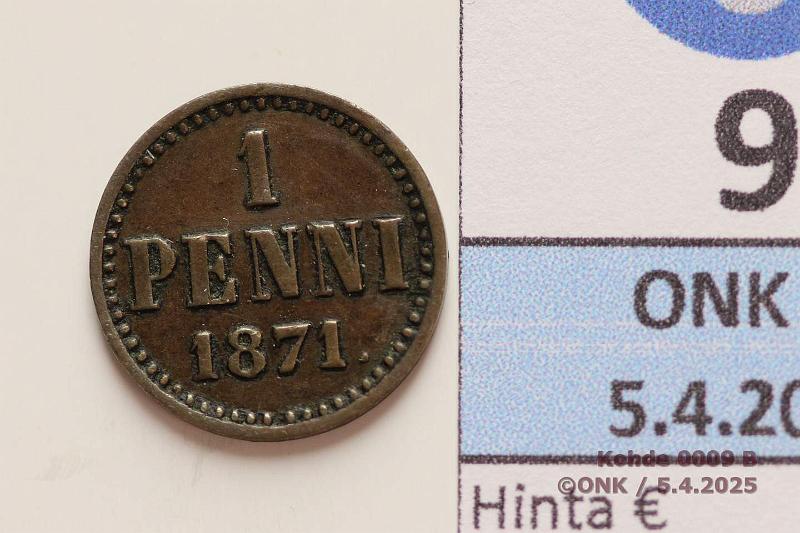 1
PENNI
1871.
9
ONK
5.4.20
Kohde 0009 B
©ONK / 5.4.2025
Hinta €